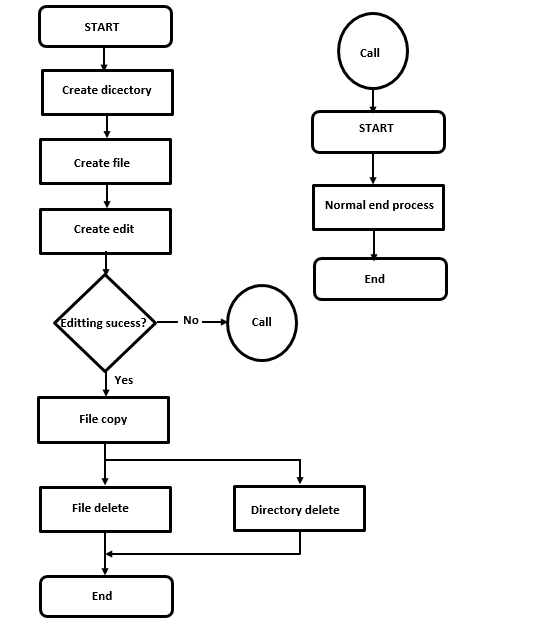 START
Create dicectory
Create file
Create edit
Editting sucess?
No
Call
Yes
File copy
File delete
Directory delete
End
Call
START
Normal end process
End